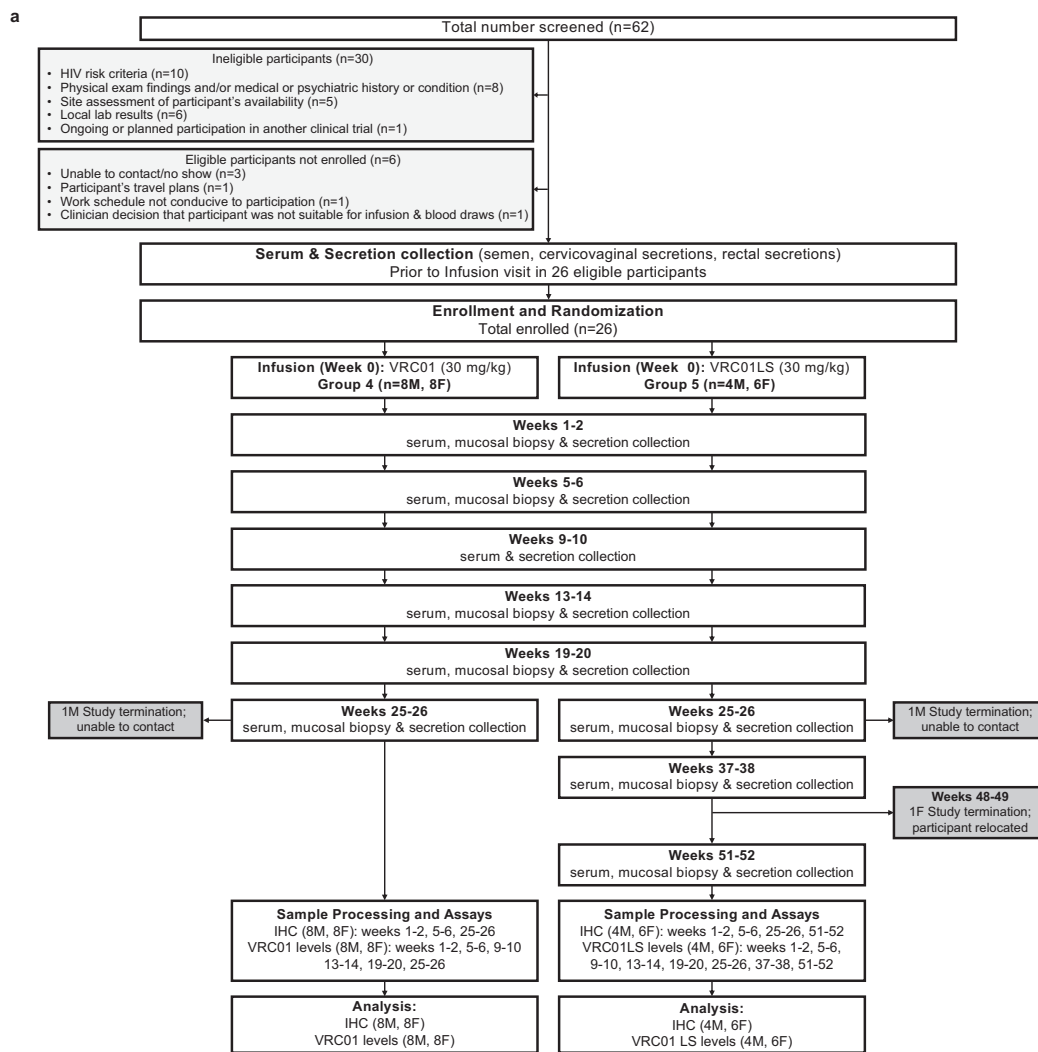 a
Total number screened (n=62)
Ineligible participants (n=30)
• HIV risk criteria (n=10)
• Physical exam findings and/or medical or psychiatric history or condition (n=8)
• Site assessment of participant's availability (n=5)
• Local lab results (n=6)
• Ongoing or planned participation in another clinical trial (n=1)
Eligible participants not enrolled (n=6)
• Unable to contact/no show (n=3)
• Participant's travel plans (n=1)
• Work schedule not conducive to participation (n=1)
• Clinician decision that participant was not suitable for infusion & blood draws (n=1)
Serum & Secretion collection (semen, cervicovaginal secretions, rectal secretions)
Prior to Infusion visit in 26 eligible participants
Enrollment and Randomization
Total enrolled (n=26)
Infusion (Week 0): VRC01 (30 mg/kg)
Group 4 (n=8M, 8F)
Infusion (Week 0): VRC01LS (30 mg/kg)
Group 5 (n=4M, 6F)
Weeks 1-2
serum, mucosal biopsy & secretion collection
Weeks 5-6
serum, mucosal biopsy & secretion collection
Weeks 9-10
serum & secretion collection
Weeks 13-14
serum, mucosal biopsy & secretion collection
Weeks 19-20
serum, mucosal biopsy & secretion collection
1M Study termination;
unable to contact
Weeks 25-26
serum, mucosal biopsy & secretion collection
Weeks 25-26
serum, mucosal biopsy & secretion collection
1M Study termination;
unable to contact
Weeks 37-38
serum, mucosal biopsy & secretion collection
Weeks 48-49
1F Study termination;
participant relocated
Weeks 51-52
serum, mucosal biopsy & secretion collection
Sample Processing and Assays
IHC (8M, 8F): weeks 1-2, 5-6, 25-26
VRC01 levels (8M, 8F): weeks 1-2, 5-6, 9-10
13-14, 19-20, 25-26
Sample Processing and Assays
IHC (4M, 6F): weeks 1-2, 5-6, 25-26, 51-52
VRC01LS levels (4M, 6F): weeks 1-2, 5-6,
9-10, 13-14, 19-20, 25-26, 37-38, 51-52
Analysis:
IHC (8M, 8F)
VRC01 levels (8M, 8F)
Analysis:
IHC (4M, 6F)
VRC01 LS levels (4M, 6F)